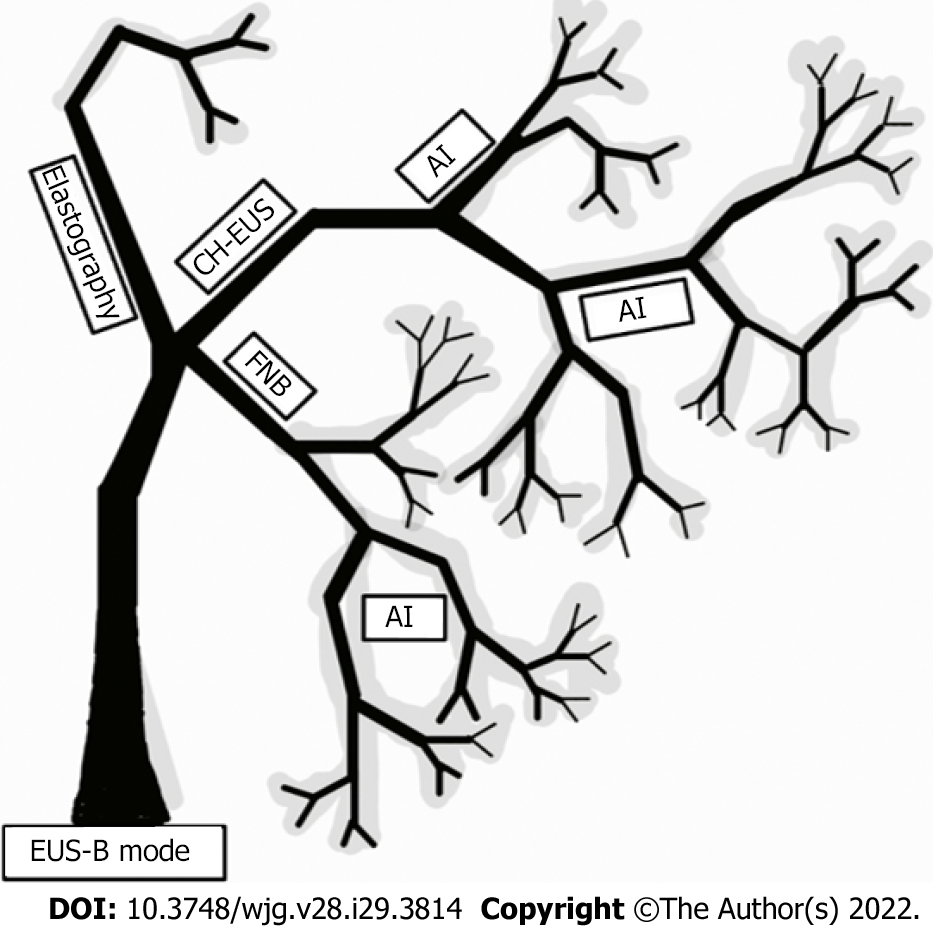 AI
Elastography
CH-EUS
AI
FNB
AI
EUS-B mode
DOI: 10.3748/wjg.v28.i29.3814 Copyright ©The Author(s) 2022.